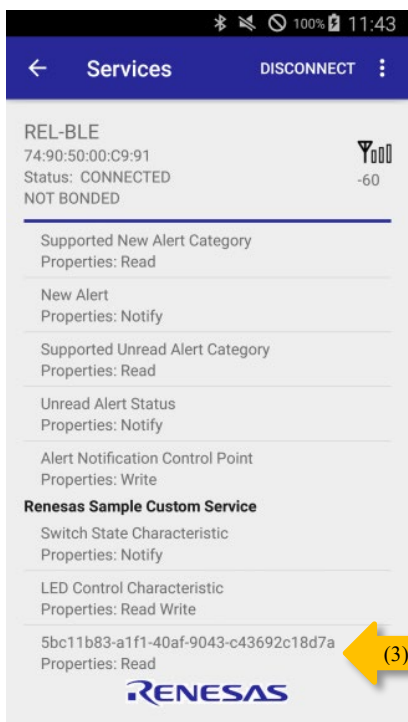 100% 11:43
Services DISCONNECT
REL-BLE
74:90:50:00:C9:91
Status: CONNECTED
-60
NOT BONDED
Supported New Alert Category
Properties: Read
New Alert
Properties: Notify
Supported Unread Alert Category
Properties: Read
Unread Alert Status
Properties: Notify
Alert Notification Control Point
Properties: Write
Renesas Sample Custom Service
Switch State Characteristic
Properties: Notify
LED Control Characteristic
Properties: Read Write
5bc11b83-a1f1-40af-9043-c43692c18d7a
(3)
Properties: Read
RENESAS